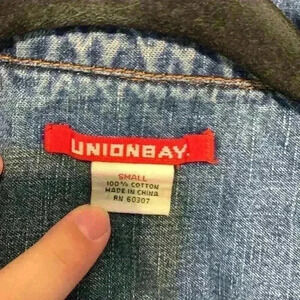 UNIONBAY.
SMALL
100% COTTON
MADE IN CHINA
RN 60307